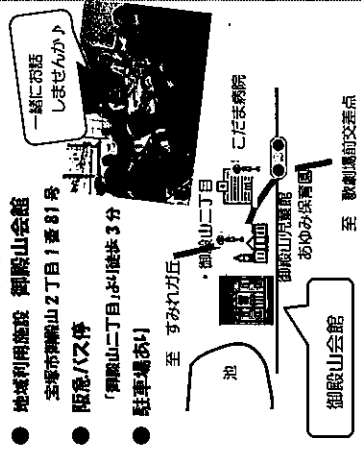 ● 地域利用施設 御殿山会館
宝塚市御殿山2丁目1番81号
● 阪急バス停
「御殿山二丁目」より徒歩3分
● 駐車場あり
一緒にお話
しませんか♪
至 すみれガ丘
・御殿山二丁目
こだま病院
池
御殿山児童館
あゆみ保育園
至 歌劇場前交差点
御殿山会館